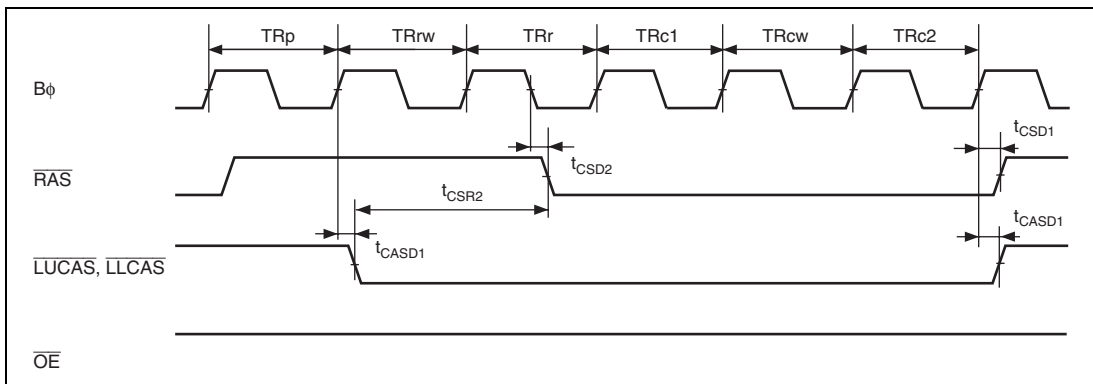 TRp TRrw TRr TRc1 TRcw TRc2
Bϕ
tCSD1
RAS
tCSD2
tCSR2
tCASD1
tCASD1
LUCAS, LLCAS
OE